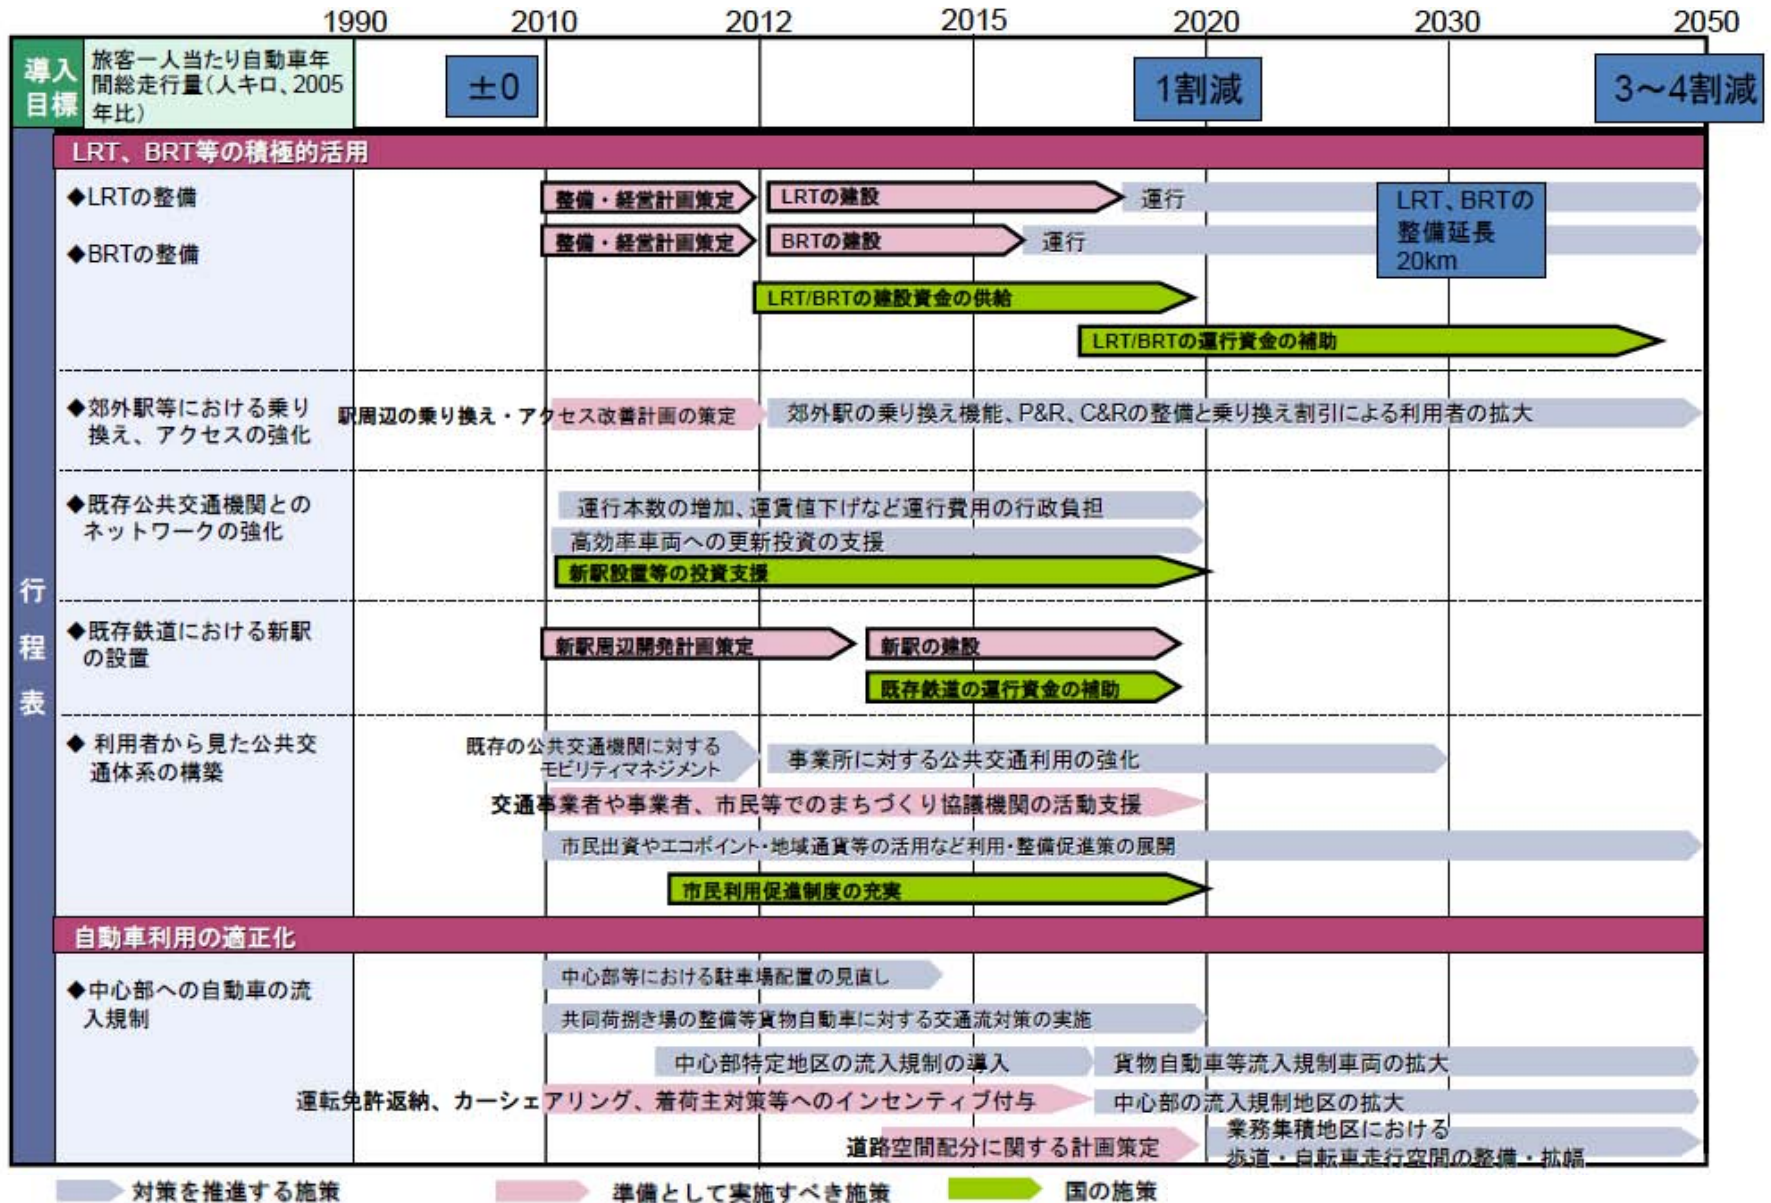 1990 2010 2012 2015 2020 2030 2050
導入
目標
旅客一人当たり自動車年
間総走行量(人キロ、2005
年比)
±0
1割減
3〜4割減
行
程
表
LRT、BRT等の積極的活用
◆LRTの整備
整備・経営計画策定
LRTの建設
運行
◆BRTの整備
整備・経営計画策定
BRTの建設
運行
LRT、BRTの
整備延長
20km
LRT/BRTの建設資金の供給
LRT/BRTの運行資金の補助
◆郊外駅等における乗り
換え、アクセスの強化
駅周辺の乗り換え・アクセス改善計画の策定
郊外駅の乗り換え機能、P&R、C&Rの整備と乗り換え割引による利用者の拡大
◆既存公共交通機関との
ネットワークの強化
運行本数の増加、運賃値下げなど運行費用の行政負担
高効率車両への更新投資の支援
新駅設置等の投資支援
◆既存鉄道における新駅
の設置
新駅周辺開発計画策定
新駅の建設
既存鉄道の運行資金の補助
◆ 利用者から見た公共交
通体系の構築
既存の公共交通機関に対する
モビリティマネジメント
事業所に対する公共交通利用の強化
交通事業者や事業者、市民等でのまちづくり協議機関の活動支援
市民出資やエコポイント・地域通貨等の活用など利用・整備促進策の展開
市民利用促進制度の充実
自動車利用の適正化
◆中心部への自動車の流
入規制
中心部等における駐車場配置の見直し
共同荷捌き場の整備等貨物自動車に対する交通流対策の実施
中心部特定地区の流入規制の導入
貨物自動車等流入規制車両の拡大
運転免許返納、カーシェアリング、着荷主対策等へのインセンティブ付与
中心部の流入規制地区の拡大
道路空間配分に関する計画策定
業務集積地区における
歩道・自転車走行空間の整備・拡幅
対策を推進する施策
準備として実施すべき施策
国の施策